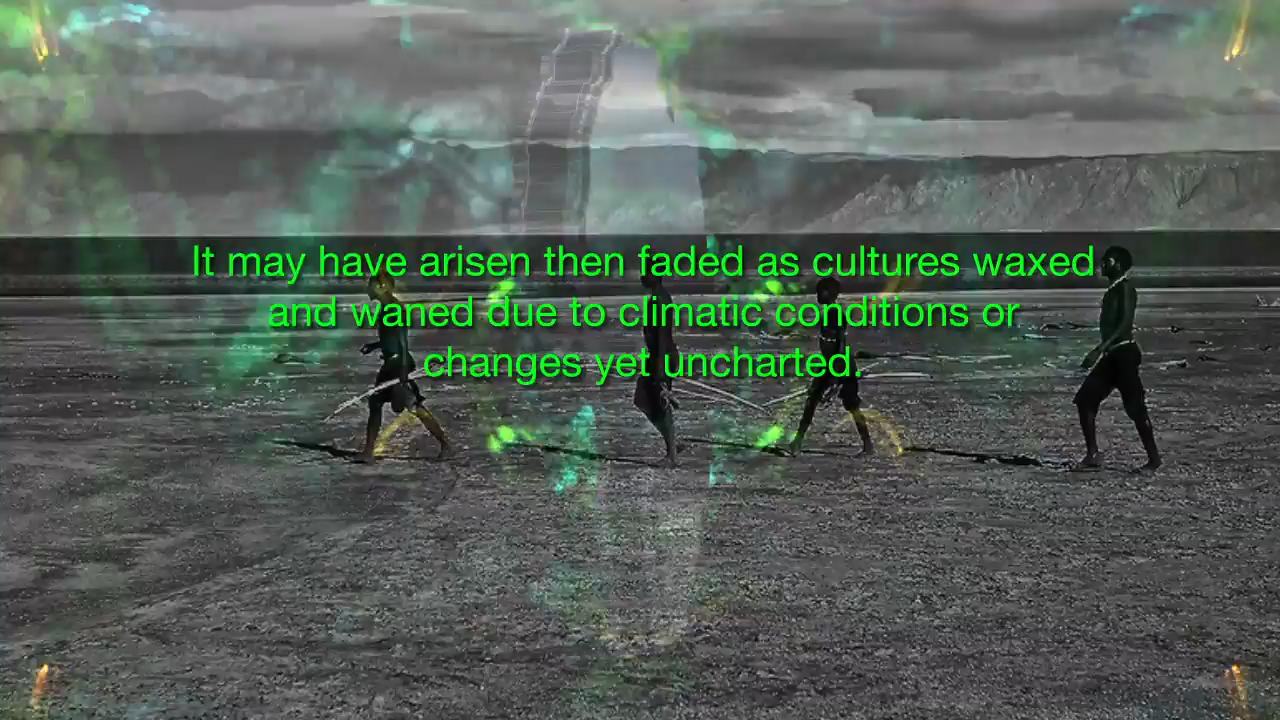 It may have arisen then faded as cultures waxed
and waned due to climatic conditions or
changes yet uncharted.